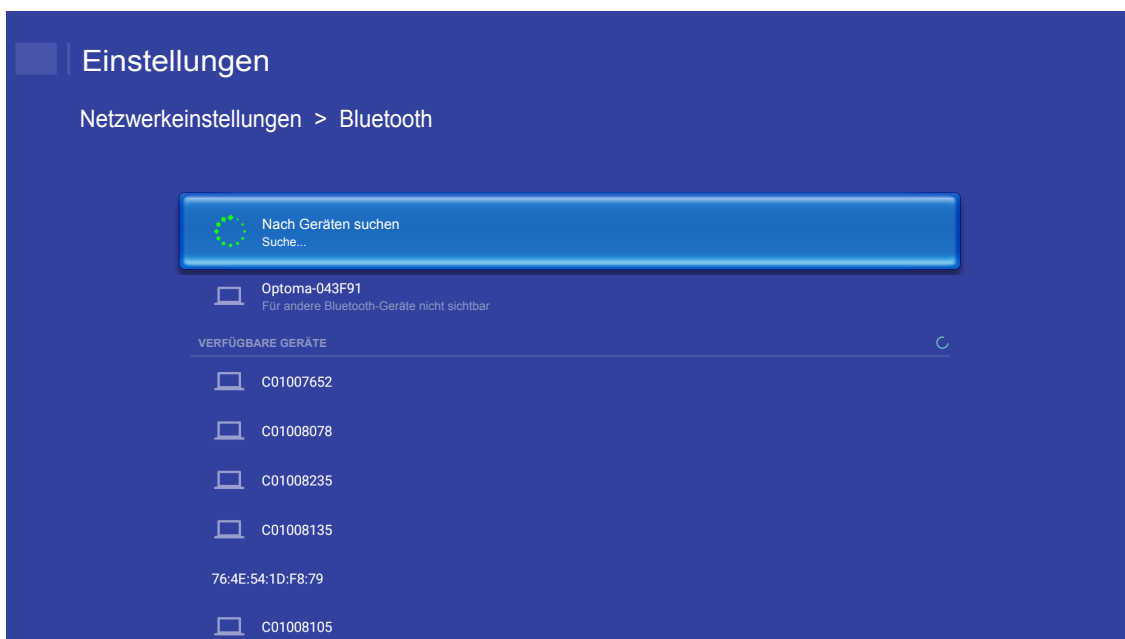 Einstellungen
Netzwerkeinstellungen > Bluetooth
Nach Geräten suchen
Suche...
Optoma-043F91
Für andere Bluetooth-Geräte nicht sichtbar
VERFÜGBARE GERÄTE
C01007652
C01008078
C01008235
C01008135
76:4E:54:1D:F8:79
C01008105